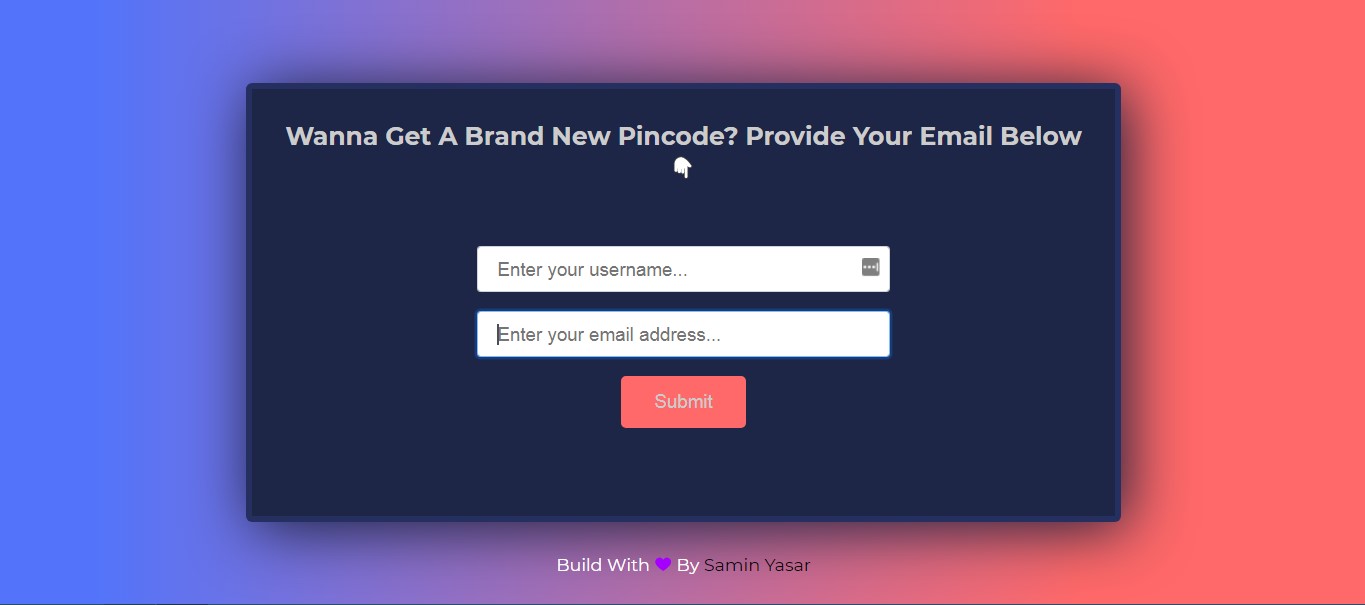 Wanna Get A Brand New Pincode? Provide Your Email Below
Enter your username...
Enter your email address...
Submit
Build With 💜 By Samin Yasar